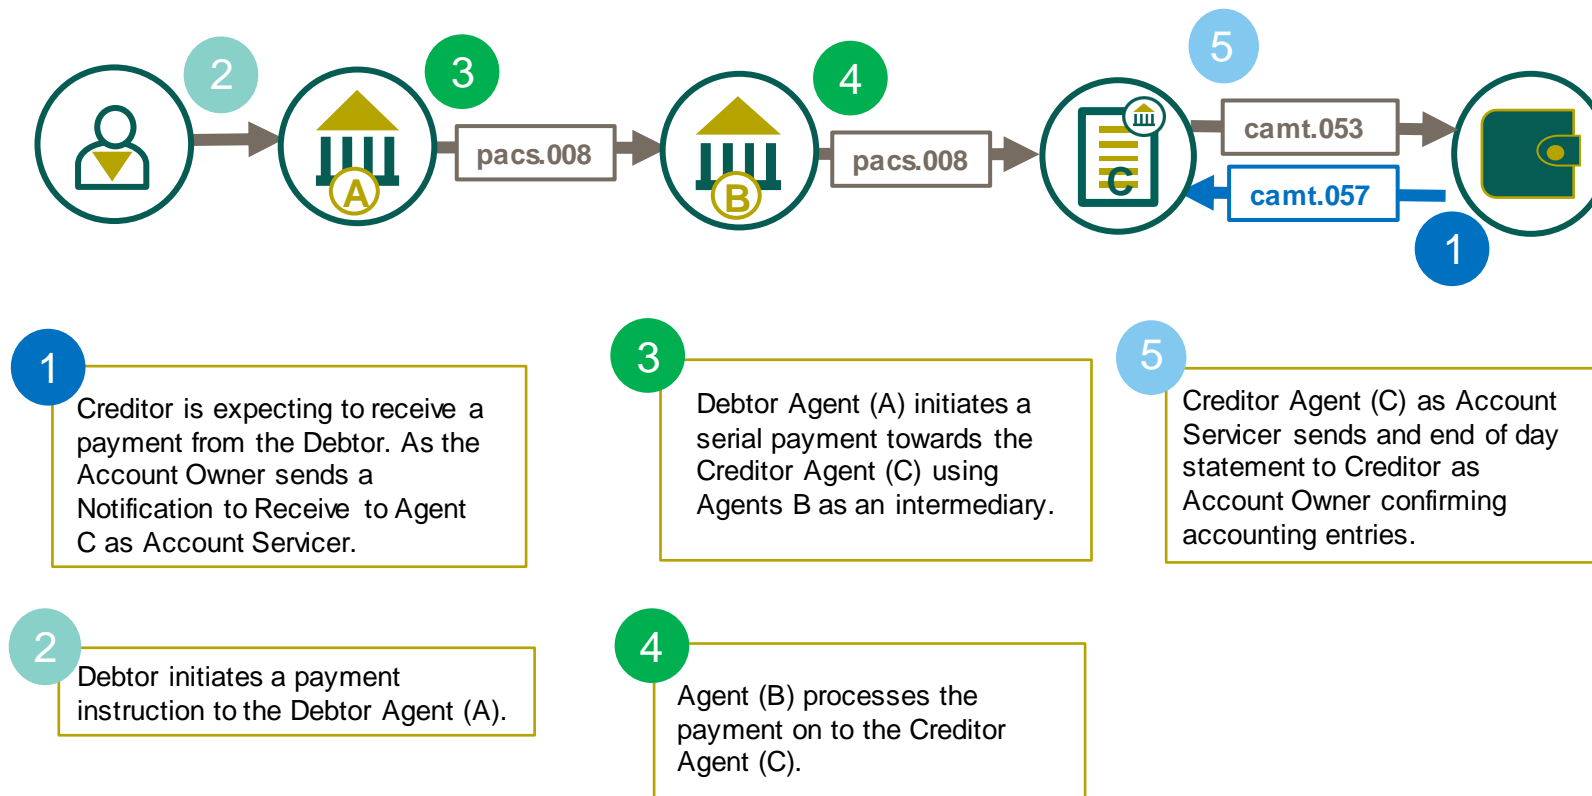 2
3
4
5
pacs.008
pacs.008
camt.053
camt.057
A
B
C
1
1
Creditor is expecting to receive a
payment from the Debtor. As the
Account Owner sends a
Notification to Receive to Agent
C as Account Servicer.
2
Debtor initiates a payment
instruction to the Debtor Agent (A).
3
Debtor Agent (A) initiates a
serial payment towards the
Creditor Agent (C) using
Agents B as an intermediary.
4
Agent (B) processes the
payment on to the Creditor
Agent (C).
5
Creditor Agent (C) as Account
Servicer sends and end of day
statement to Creditor as
Account Owner confirming
accounting entries.